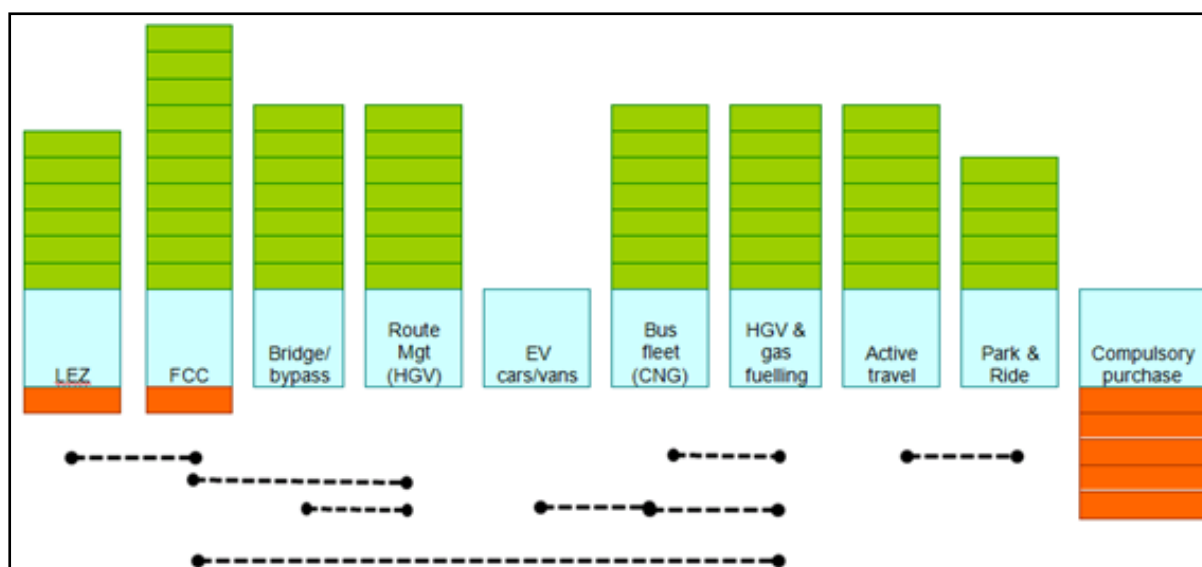 LEZ
FCC
Bridge/
bypass
Route
Mgt
(HGV)
EV
cars/vans
Bus
fleet
(CNG)
HGV &
gas
fuelling
Active
travel
Park &
Ride
Compulsory
purchase